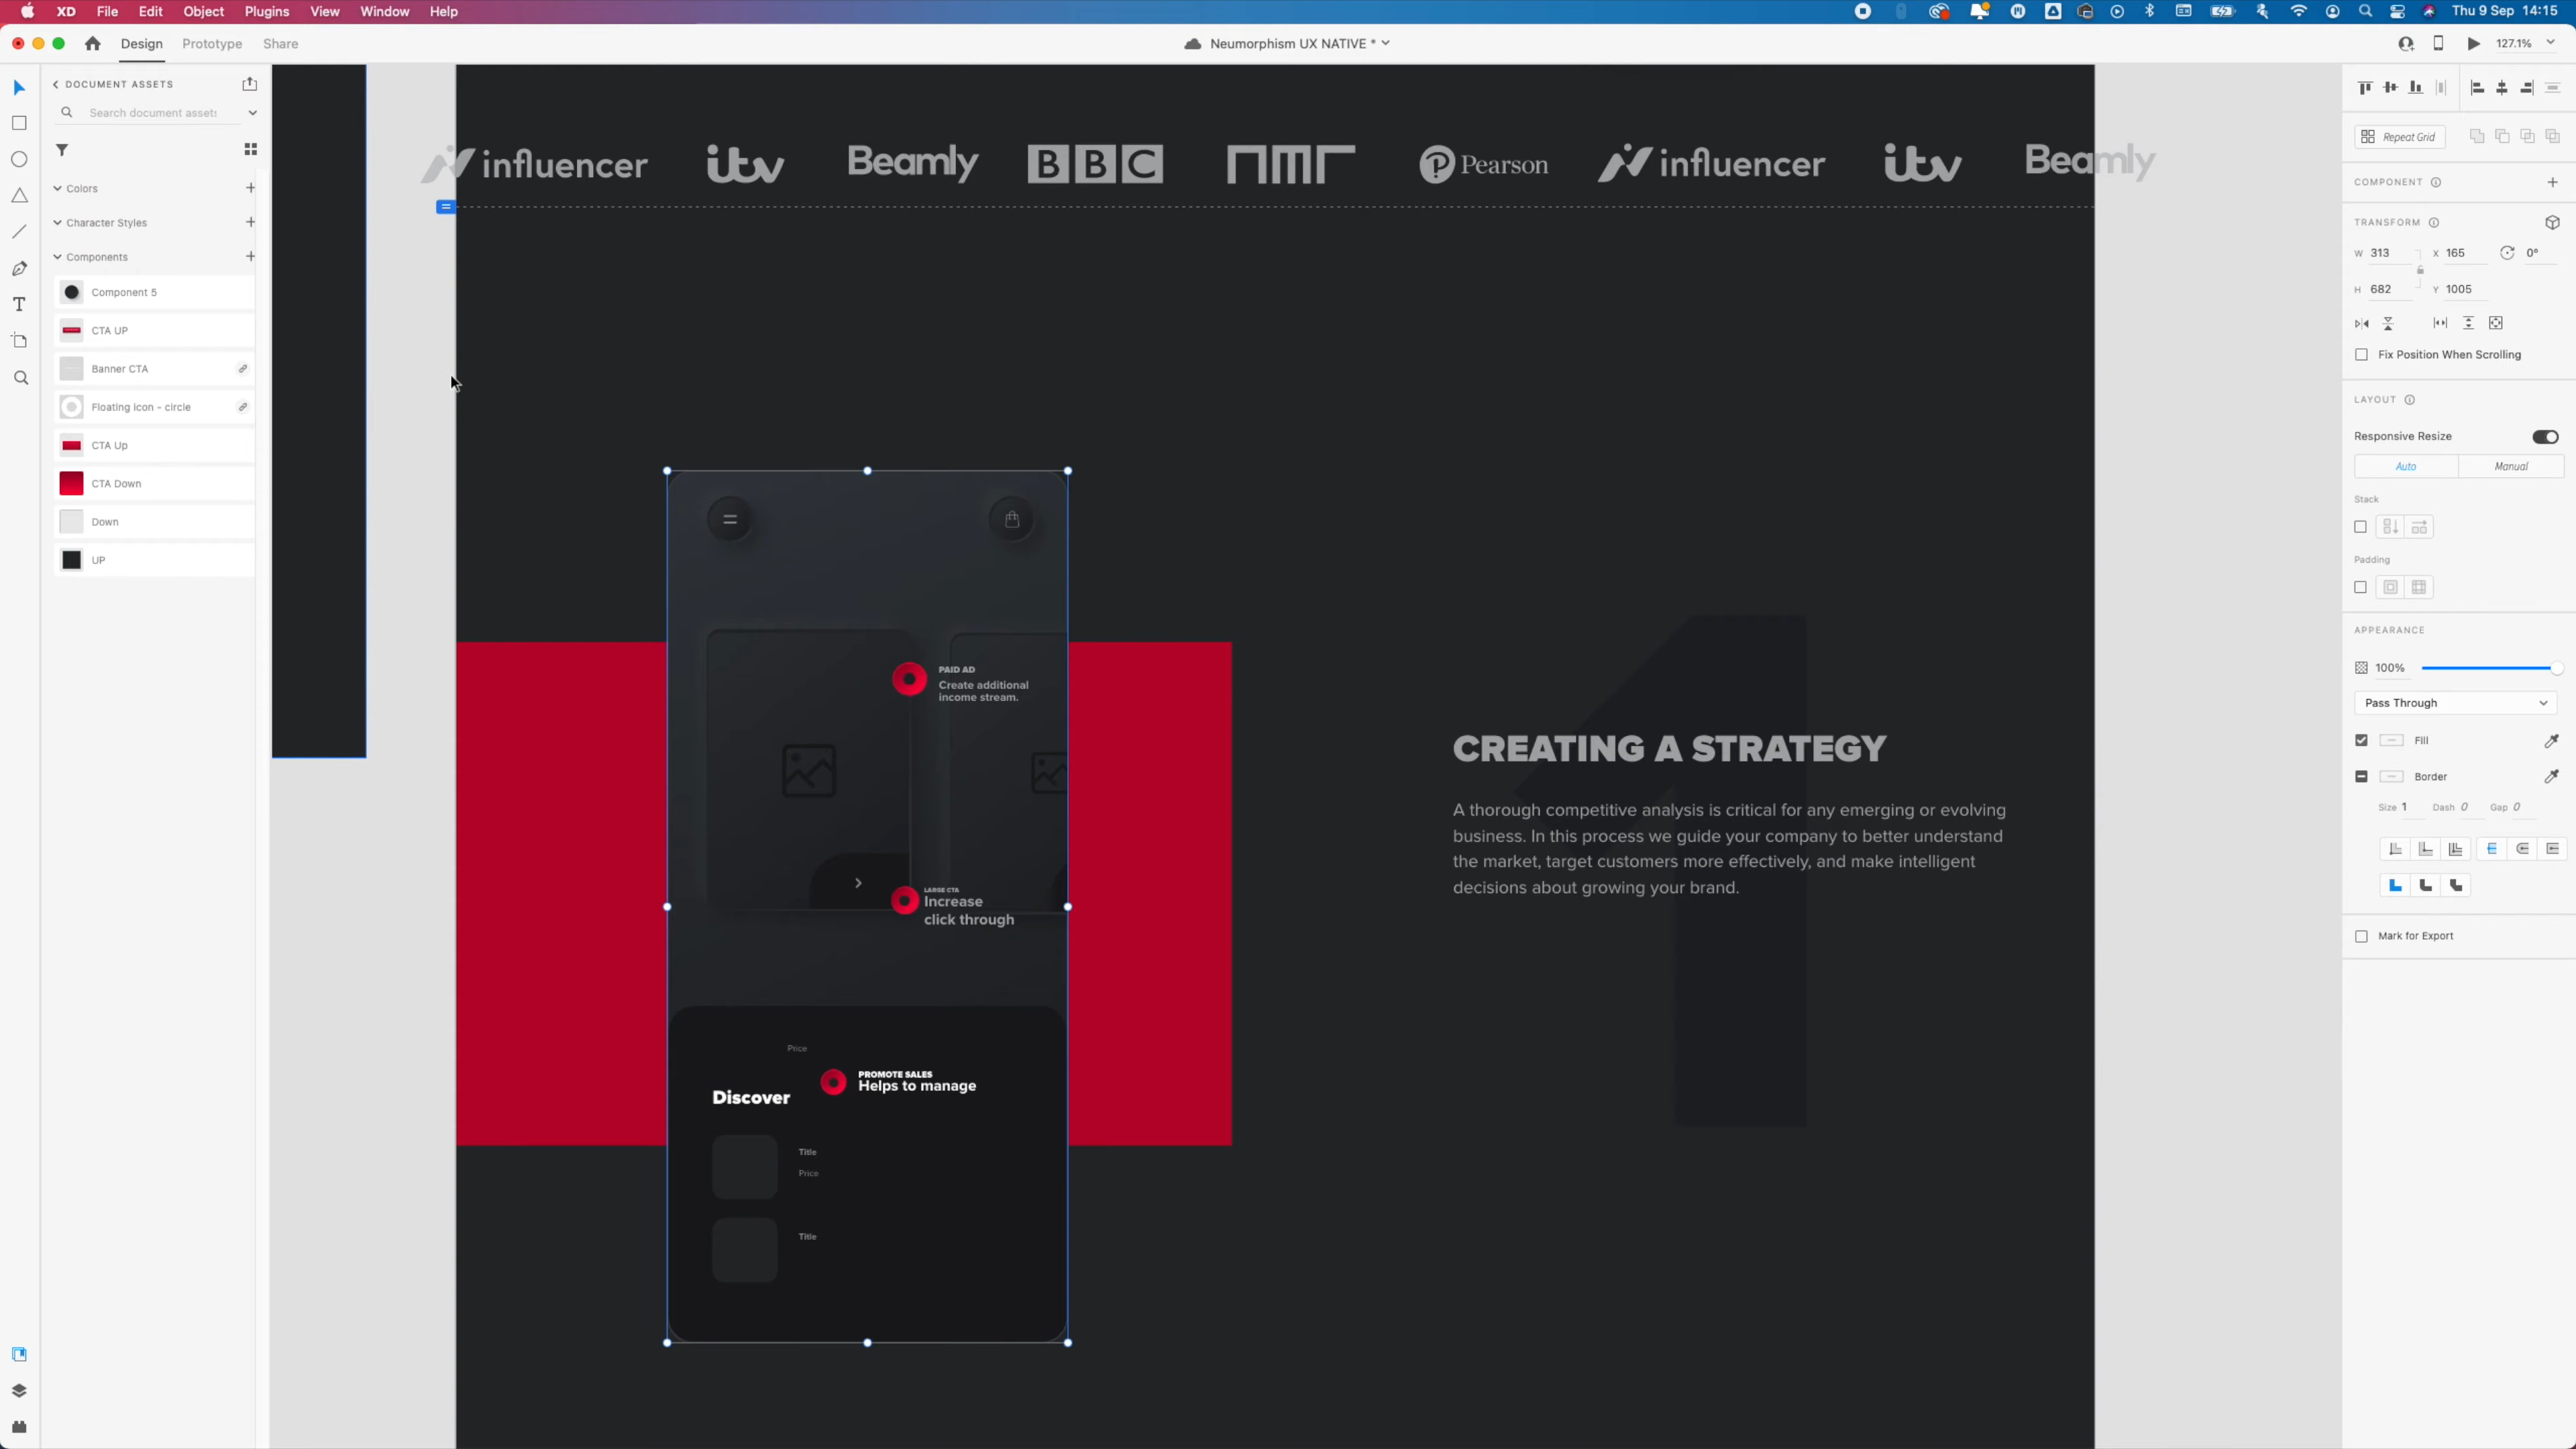 XD File Edit Object Plugins View Window Help
Thu 9 Sep 14:15
Design Prototype Share
Neumorphism UX NATIVE *
127.1%
DOCUMENT ASSETS
Search document assets
Colors
Character Styles
Components
Component 5
CTA UP
Banner CTA
Floating icon - circle
CTA Up
CTA Down
Down
UP
influencer itv Beamly BBC nmr Pearson influencer itv Beamly
PAID AD
Create additional
income stream.
LARGE CTA
Increase
click through
Price
PROMOTE SALES
Helps to manage
Discover
Title
Price
Title
CREATING A STRATEGY
1
A thorough competitive analysis is critical for any emerging or evolving
business. In this process we guide your company to better understand
the market, target customers more effectively, and make intelligent
decisions about growing your brand.
Repeat Grid
COMPONENT
TRANSFORM
W 313 X 165 0°
H 682 Y 1005
Fix Position When Scrolling
LAYOUT
Responsive Resize
Auto Manual
Stack
Padding
APPEARANCE
100%
Pass Through
Fill
Border
Size 1 Dash 0 Gap 0
Mark for Export